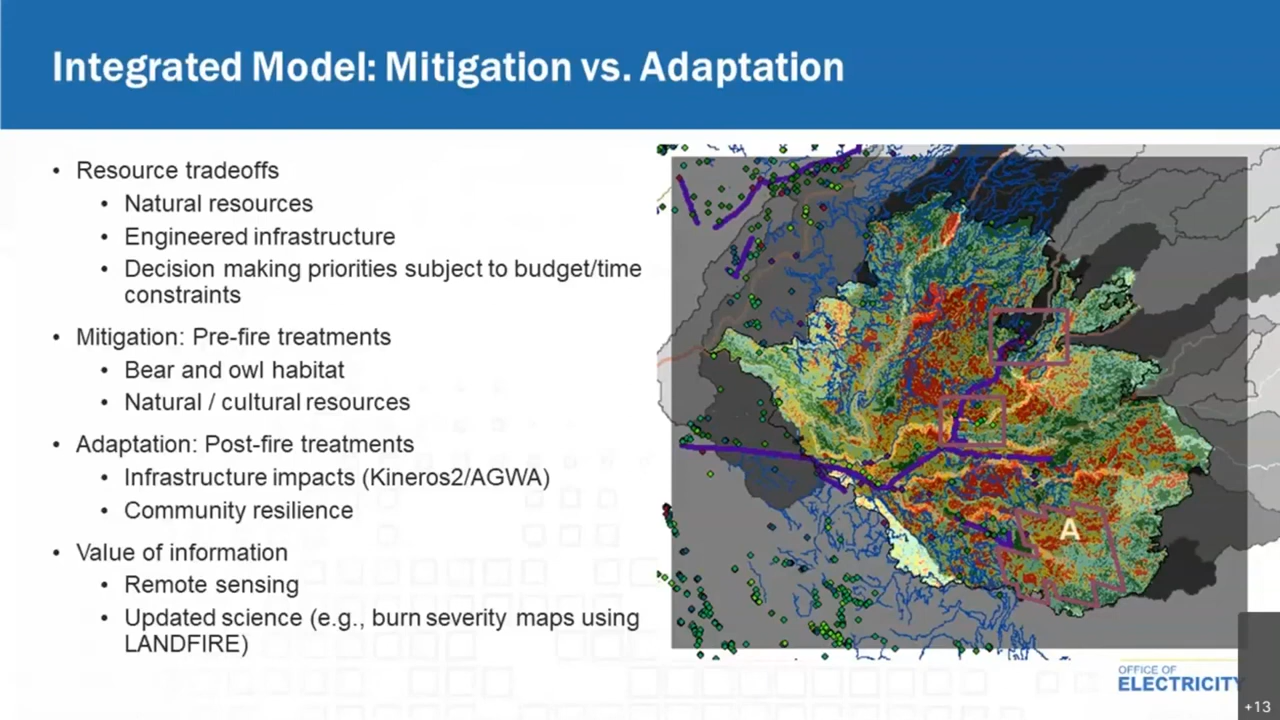 Integrated Model: Mitigation vs. Adaptation
• Resource tradeoffs
• Natural resources
• Engineered infrastructure
• Decision making priorities subject to budget/time
constraints
• Mitigation: Pre-fire treatments
• Bear and owl habitat
• Natural / cultural resources
• Adaptation: Post-fire treatments
• Infrastructure impacts (Kineros2/AGWA)
• Community resilience
• Value of information
• Remote sensing
• Updated science (e.g., burn severity maps using
LANDFIRE)
A
OFFICE OF
ELECTRICITY
+13